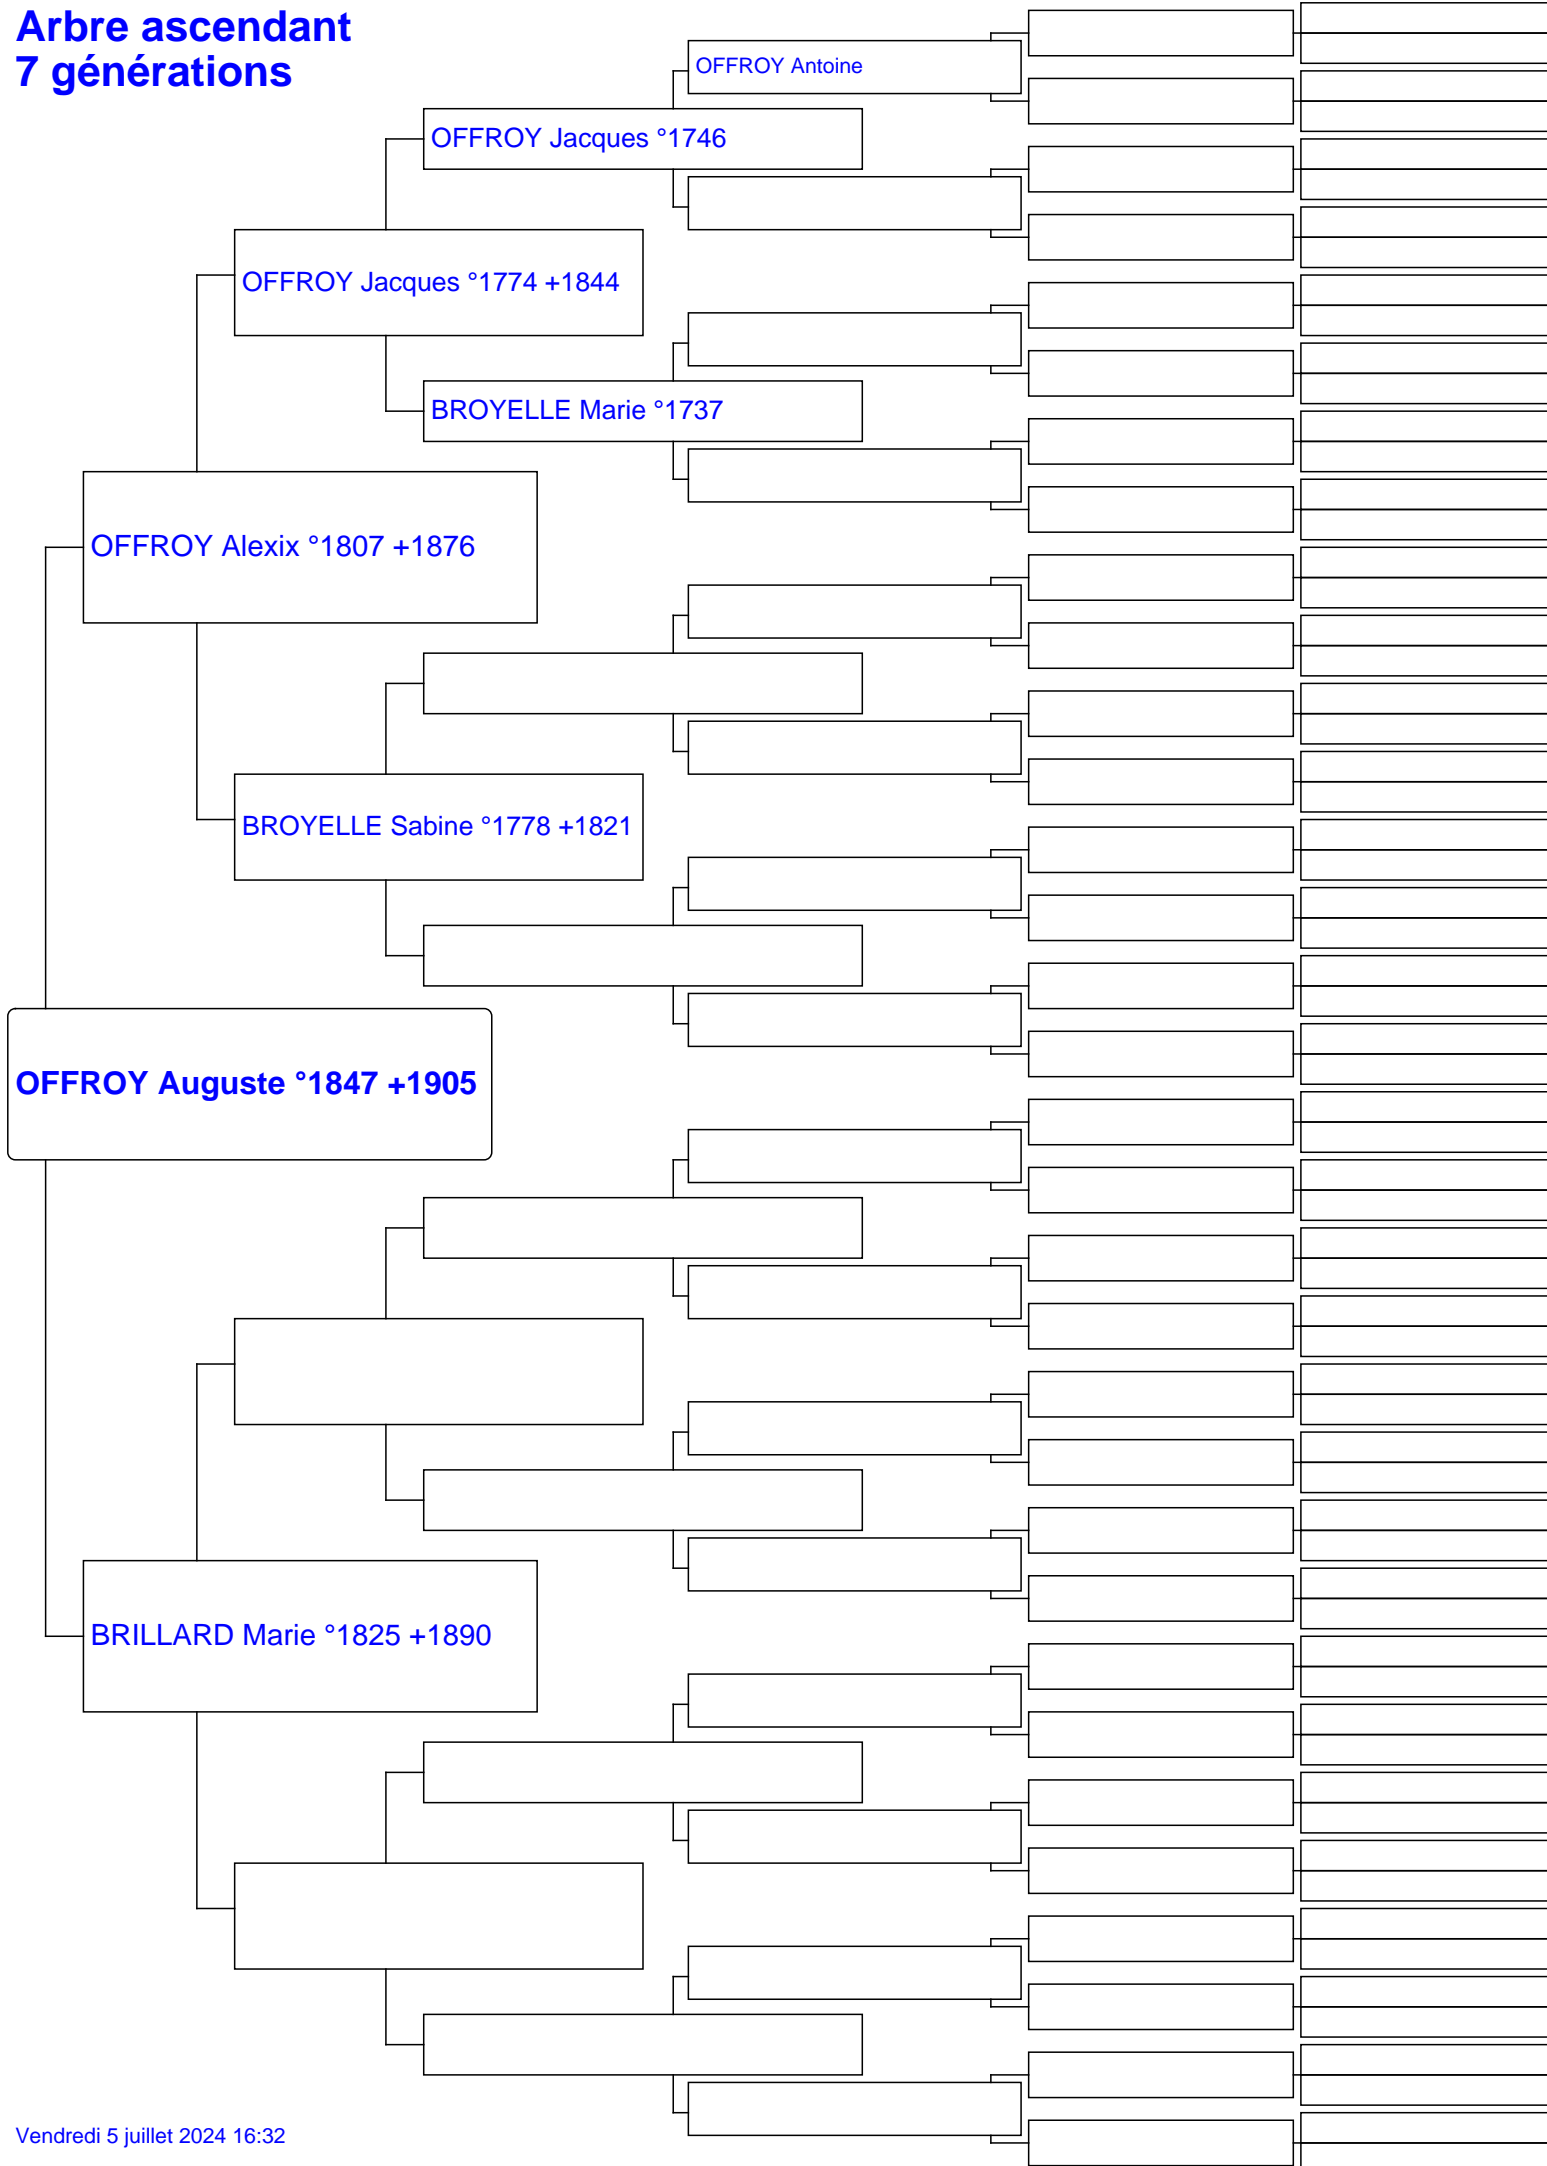 Arbre ascendant
7 générations
OFFROY Antoine
OFFROY Jacques °1746
OFFROY Jacques °1774 +1844
BROYELLE Marie °1737
OFFROY Alexix °1807 +1876
BROYELLE Sabine °1778 +1821
OFFROY Auguste °1847 +1905
BRILLARD Marie °1825 +1890
Vendredi 5 juillet 2024 16:32